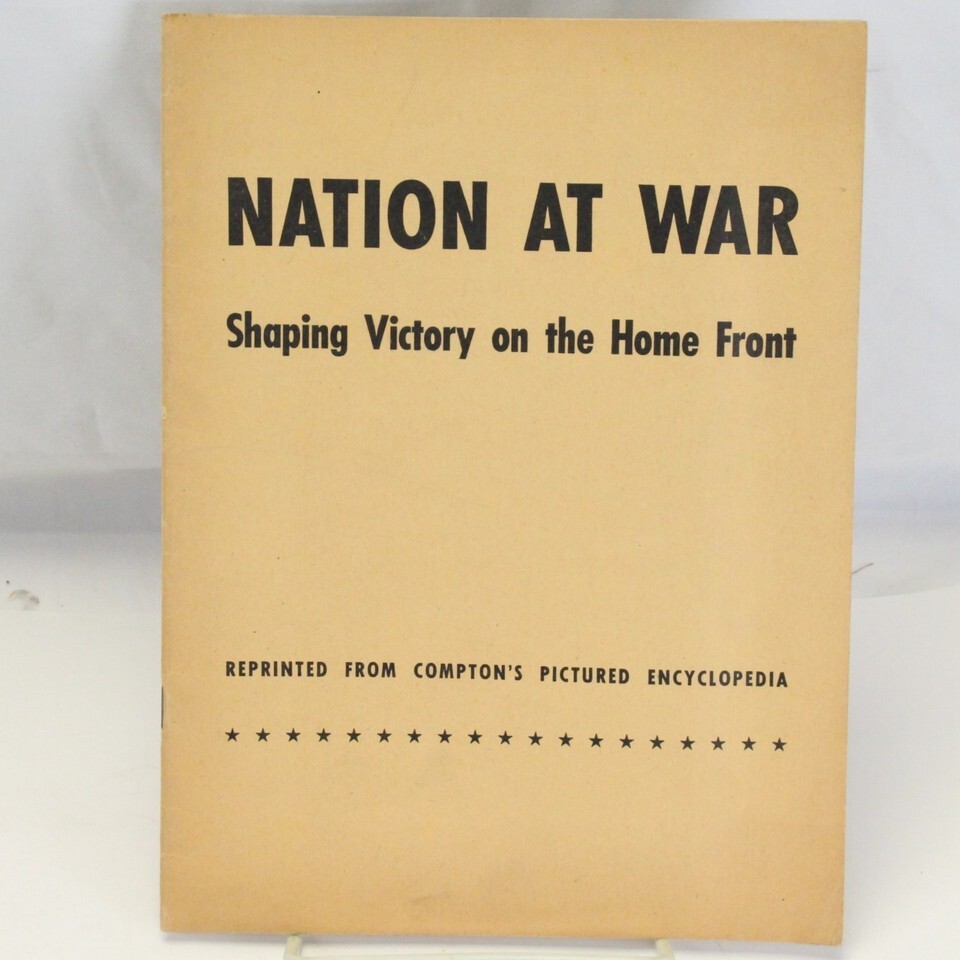 NATION AT WAR
Shaping Victory on the Home Front
REPRINTED FROM COMPTON'S PICTURED ENCYCLOPEDIA
★ ★ ★ ★ ★ ★ ★ ★ ★ ★ ★ ★ ★ ★ ★ ★ ★ ★ ★